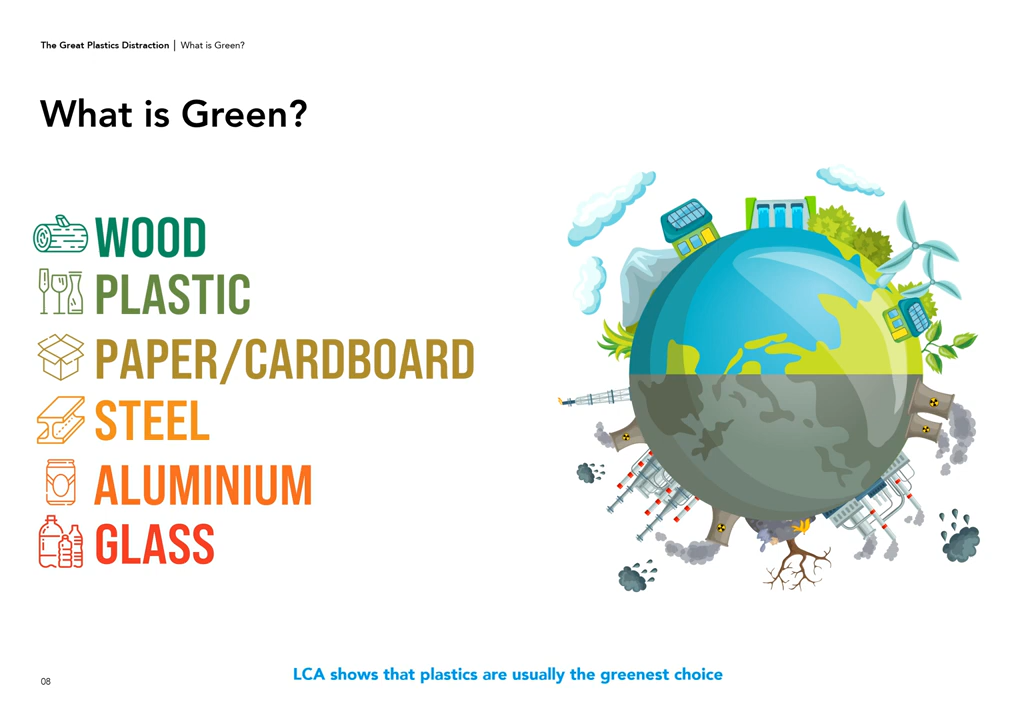 The Great Plastics Distraction | What is Green?
What is Green?
WOOD
PLASTIC
PAPER/CARDBOARD
STEEL
ALUMINIUM
GLASS
08
LCA shows that plastics are usually the greenest choice